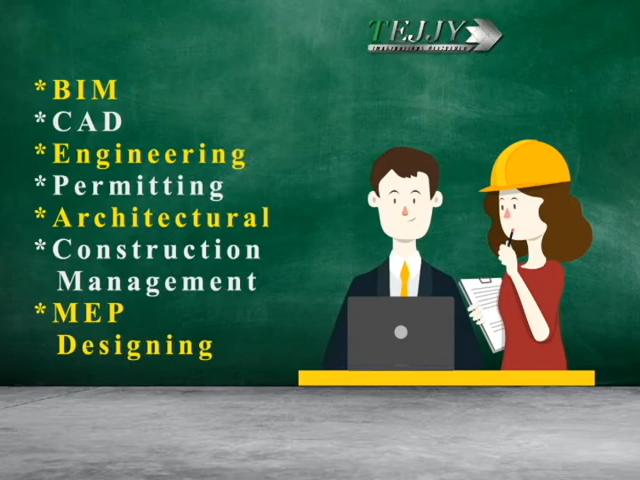 TEJJY
*BIM
*CAD
*Engineering
*Permitting
*Architectural
*Construction
Management
*MEP
Designing